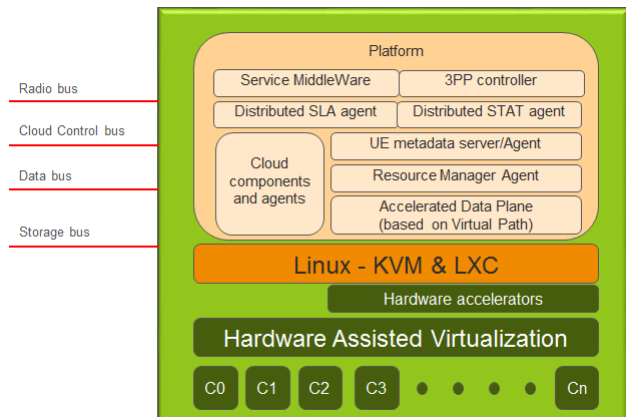 Radio bus
Cloud Control bus
Data bus
Storage bus
Platform
Service MiddleWare
3PP controller
Distributed SLA agent
Distributed STAT agent
Cloud
components
and agents
UE metadata server/Agent
Resource Manager Agent
Accelerated Data Plane
(based on Virtual Path)
Linux - KVM & LXC
Hardware accelerators
Hardware Assisted Virtualization
C0
C1
C2
C3
Cn